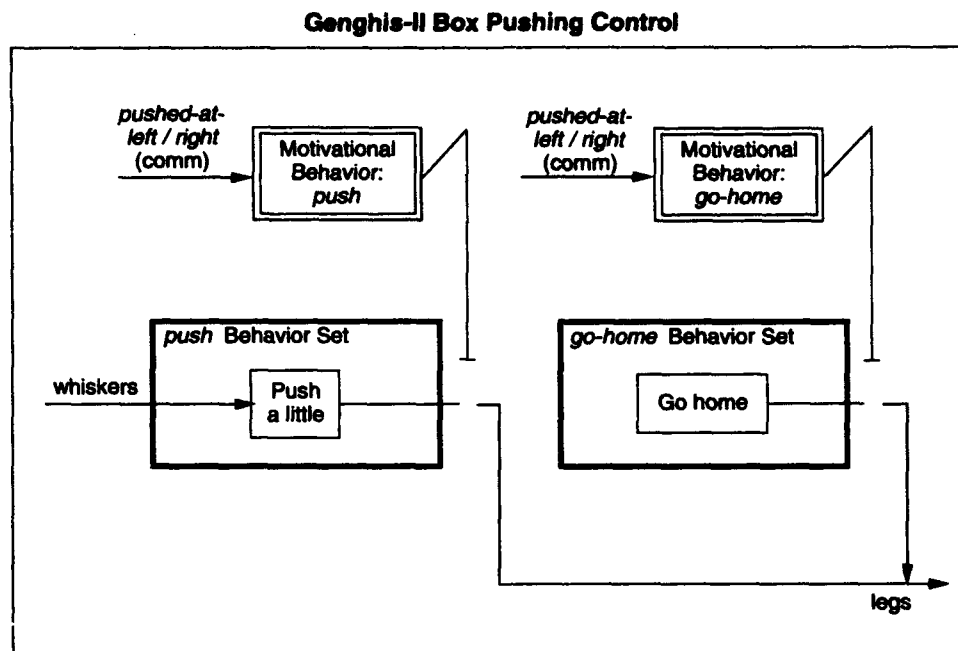 Genghis-II Box Pushing Control
pushed-at-
left / right
(comm)
Motivational
Behavior:
push
pushed-at-
left / right
(comm)
Motivational
Behavior:
go-home
push Behavior Set
whiskers
Push
a little
go-home Behavior Set
Go home
legs